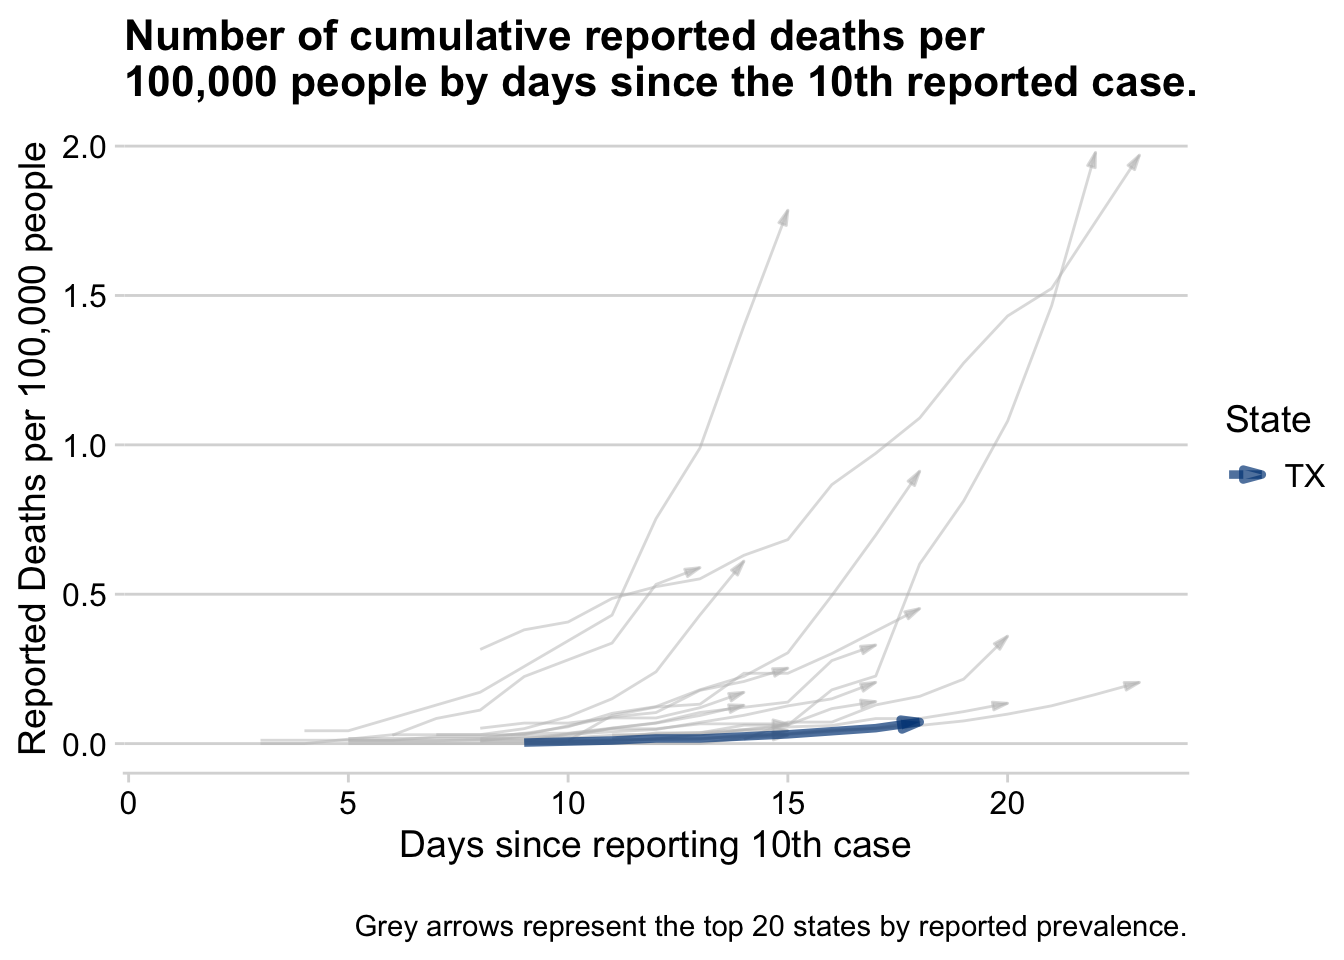 Number of cumulative reported deaths per
100,000 people by days since the 10th reported case.
Reported Deaths per 100,000 people
2.0
1.5
1.0
0.5
0.0
0 5 10 15 20
Days since reporting 10th case
State
TX
Grey arrows represent the top 20 states by reported prevalence.